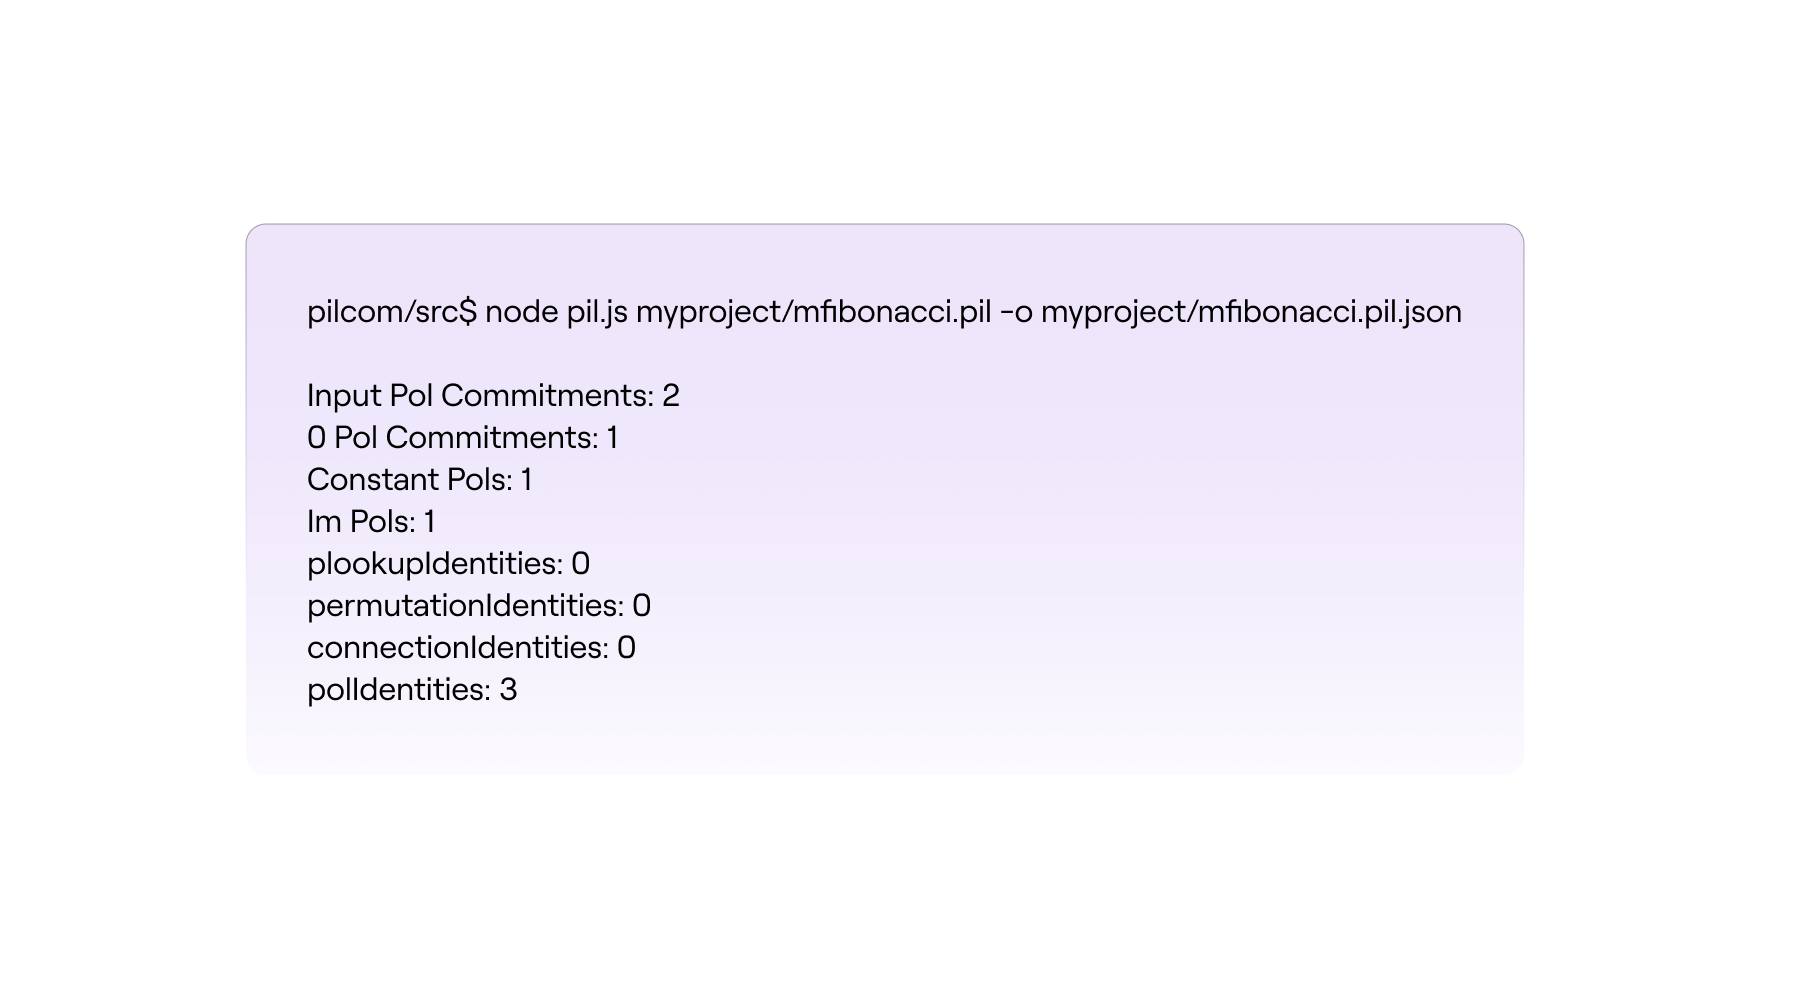 pilcom/src$ node pil.js myproject/mfibonacci.pil -o myproject/mfibonacci.pil.json
Input Pol Commitments: 2
0 Pol Commitments: 1
Constant Pols: 1
Im Pols: 1
plookupIdentities: 0
permutationIdentities: 0
connectionIdentities: 0
polIdentities: 3